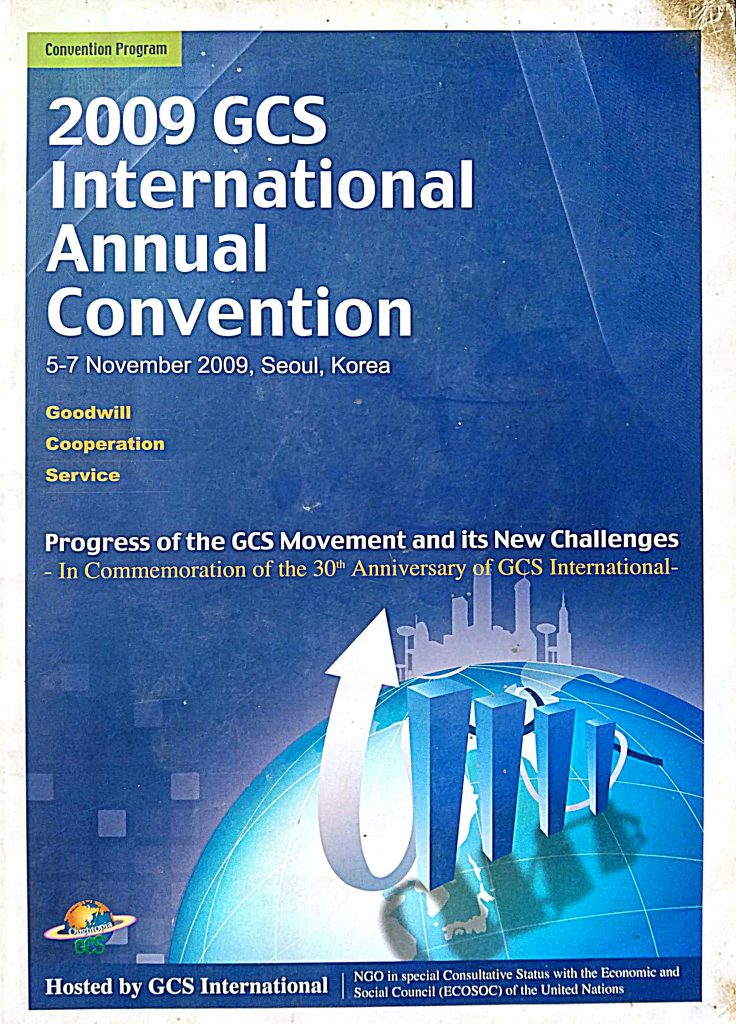 Convention Program
2009 GCS
International
Annual
Convention
5-7 November 2009, Seoul, Korea
Goodwill
Cooperation
Service
Progress of the GCS Movement and its New Challenges
- In Commemoration of the 30th Anniversary of GCS International-
Oughtopia
GCS
Hosted by GCS International
NGO in special Consultative Status with the Economic and
Social Council (ECOSOC) of the United Nations